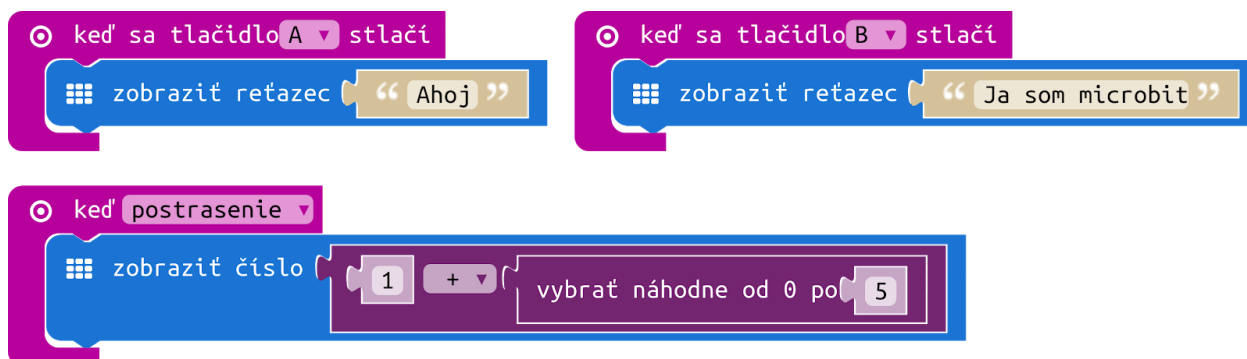 keď sa tlačidlo A ▼ stlačí
zobraziť reťazec “ Ahoj ”
keď sa tlačidlo B ▼ stlačí
zobraziť reťazec “ Ja som microbit ”
keď postrasenie ▼
zobraziť číslo 1 + ▼ vybrať náhodne od 0 po 5